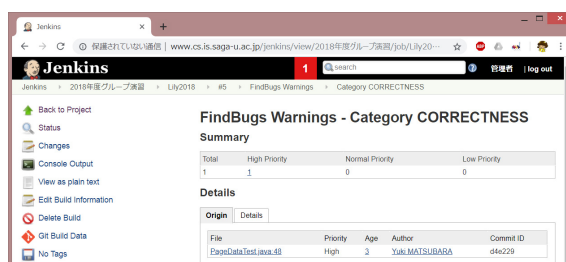 Jenkins
保護されていない通信 | www.cs.is.saga-u.ac.jp/jenkins/view/2018年度グループ演習/job/Lily20…
Jenkins 1 search 管理者 | log out
Jenkins 2018年度グループ演習 Lily2018 #5 FindBugs Warnings Category CORRECTNESS
Back to Project
Status
Changes
Console Output
View as plain text
Edit Build Information
Delete Build
Git Build Data
No Tags
FindBugs Warnings - Category CORRECTNESS
Summary
Total High Priority Normal Priority Low Priority
1 1 0 0
Details
Origin Details
File Priority Age Author Commit ID
PageDataTest.java:48 High 3 Yuki MATSUBARA d4e229